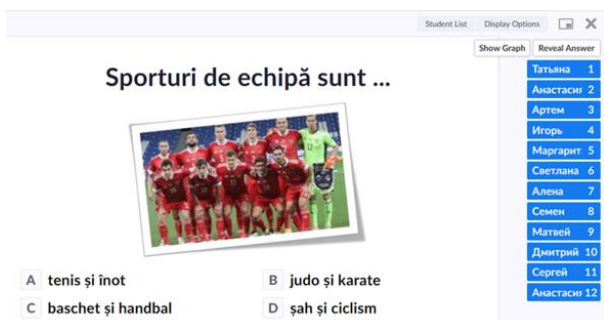 Student List Display Options
Show Graph Reveal Answer
Sporturi de echipă sunt ...
A tenis și înot
B judo și karate
C baschet și handbal
D șah și ciclism
Татьяна 1
Анастасия 2
Артем 3
Игорь 4
Маргарит 5
Светлана 6
Алена 7
Семен 8
Матвей 9
Дмитрий 10
Сергей 11
Анастасия 12